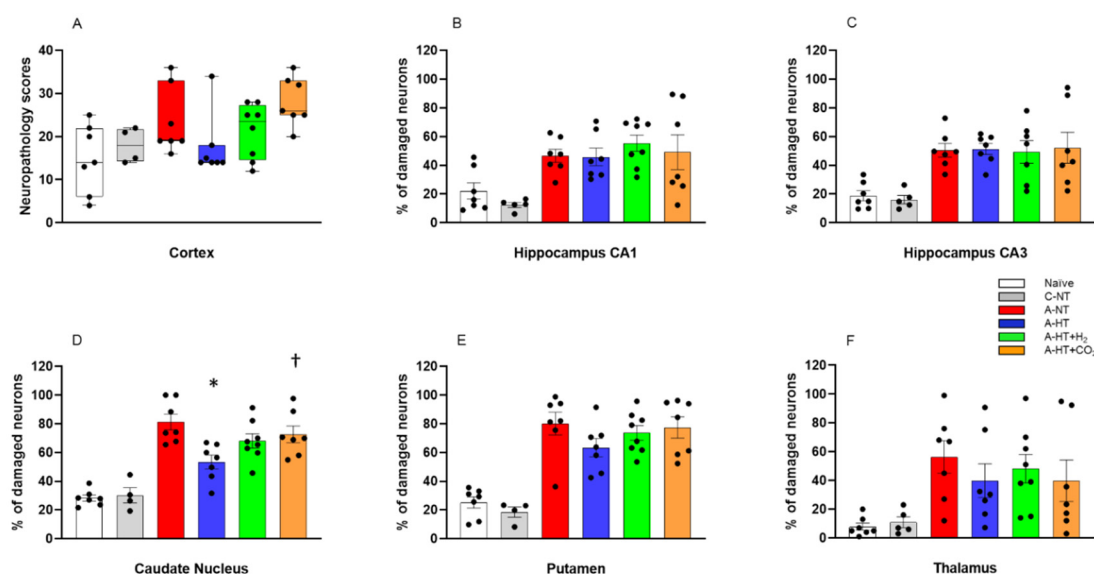 A
Neuropathology scores
40
30
20
10
0
Cortex
B
% of damaged neurons
120
100
80
60
40
20
0
Hippocampus CA1
C
% of damaged neurons
120
100
80
60
40
20
0
Hippocampus CA3
Naïve
C-NT
A-NT
A-HT
A-HT+H₂
A-HT+CO₂
D
% of damaged neurons
120
100
80
60
40
20
0
*
†
Caudate Nucleus
E
% of damaged neurons
120
100
80
60
40
20
0
Putamen
F
% of damaged neurons
120
100
80
60
40
20
0
Thalamus